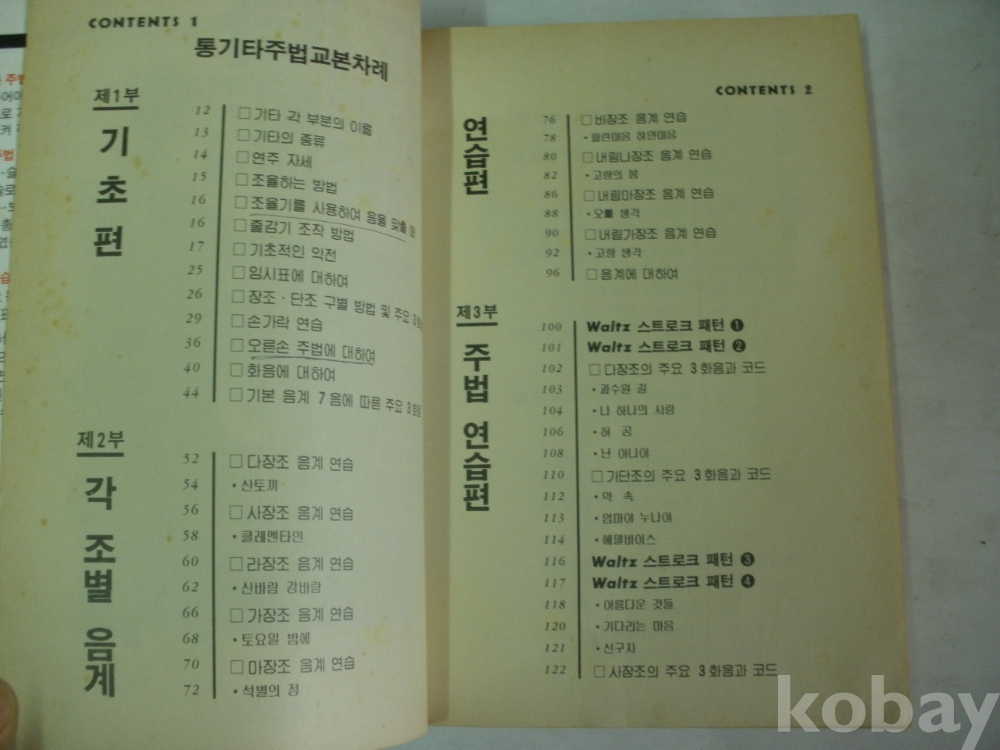 CONTENTS 1
통기타주법교본차례
제1부
기초편
12 □기타 각 부분의 이름
13 □기타의 종류
14 □연주 자세
15 □조율하는 방법
16 □조율기를 사용하여 음을 맞출 때
16 □줄감기 조작 방법
17 □기초적인 악전
25 □임시표에 대하여
26 □장조·단조 구별 방법 및 주요 3화음
29 □손가락 연습
36 □오른손 주법에 대하여
40 □화음에 대하여
44 □기본 음계 7음에 따른 주요 3화음
제2부
각 조별 음계
52 □다장조 음계 연습
54 •산토끼
56 □사장조 음계 연습
58 •클레멘타인
60 □라장조 음계 연습
62 •산바람 강바람
66 □가장조 음계 연습
68 •토요일 밤에
70 □마장조 음계 연습
72 •석별의 정
CONTENTS 2
연습편
76 □바장조 음계 연습
78 •파란마음 하얀마음
80 □내림나장조 음계 연습
82 •고향의 봄
86 □내림마장조 음계 연습
88 •오빠 생각
90 □내림가장조 음계 연습
92 •고향 생각
96 □음계에 대하여
제3부
주법 연습편
100 Waltz 스트로크 패턴 ❶
101 Waltz 스트로크 패턴 ❷
102 □다장조의 주요 3화음과 코드
103 •과수원 길
104 •나 하나의 사랑
106 •허 공
108 •난 아니야
110 □가단조의 주요 3화음과 코드
112 •약 속
113 •엄마야 누나야
114 •에델바이스
116 Waltz 스트로크 패턴 ❸
117 Waltz 스트로크 패턴 ❹
118 •아름다운 것들
120 •기다리는 마음
121 •선구자
122 □사장조의 주요 3화음과 코드
kobay